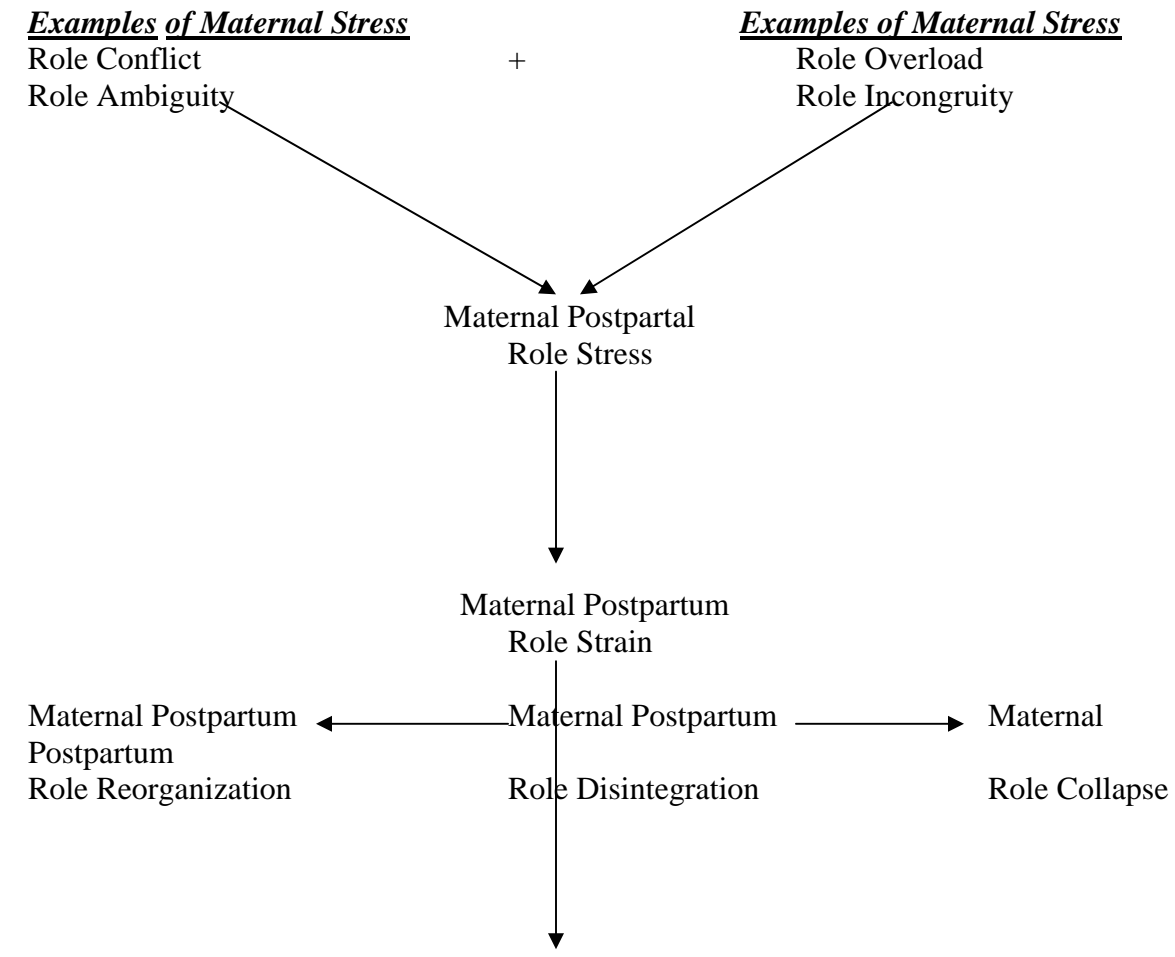 Examples of Maternal Stress Examples of Maternal Stress
Role Conflict + Role Overload
Role Ambiguity Role Incongruity
Maternal Postpartal
Role Stress
Maternal Postpartum
Role Strain
Maternal Postpartum Maternal Postpartum Maternal
Postpartum
Role Reorganization Role Disintegration Role Collapse